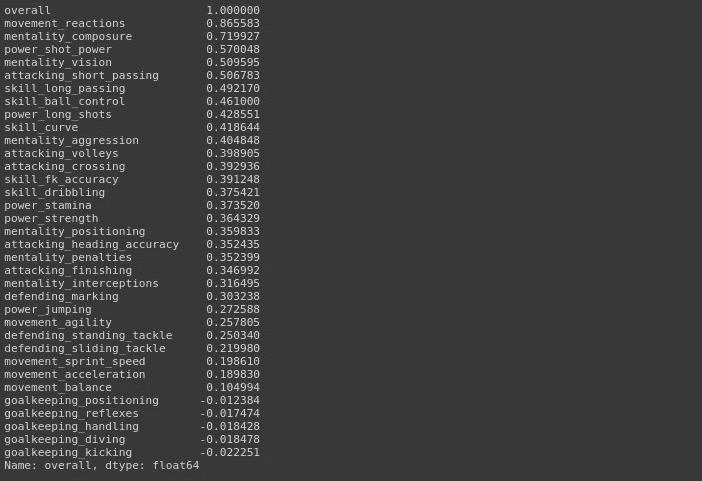 overall 1.000000
movement_reactions 0.865583
mentality_composure 0.719927
power_shot_power 0.570048
mentality_vision 0.509595
attacking_short_passing 0.506783
skill_long_passing 0.492170
skill_ball_control 0.461000
power_long_shots 0.428551
skill_curve 0.418644
mentality_aggression 0.404848
attacking_volleys 0.398905
attacking_crossing 0.392936
skill_fk_accuracy 0.391248
skill_dribbling 0.375421
power_stamina 0.373520
power_strength 0.364329
mentality_positioning 0.359833
attacking_heading_accuracy 0.352435
mentality_penalties 0.352399
attacking_finishing 0.346992
mentality_interceptions 0.316495
defending_marking 0.303238
power_jumping 0.272588
movement_agility 0.257805
defending_standing_tackle 0.250340
defending_sliding_tackle 0.219980
movement_sprint_speed 0.198610
movement_acceleration 0.189830
movement_balance 0.104994
goalkeeping_positioning -0.012384
goalkeeping_reflexes -0.017474
goalkeeping_handling -0.018428
goalkeeping_diving -0.018478
goalkeeping_kicking -0.022251
Name: overall, dtype: float64